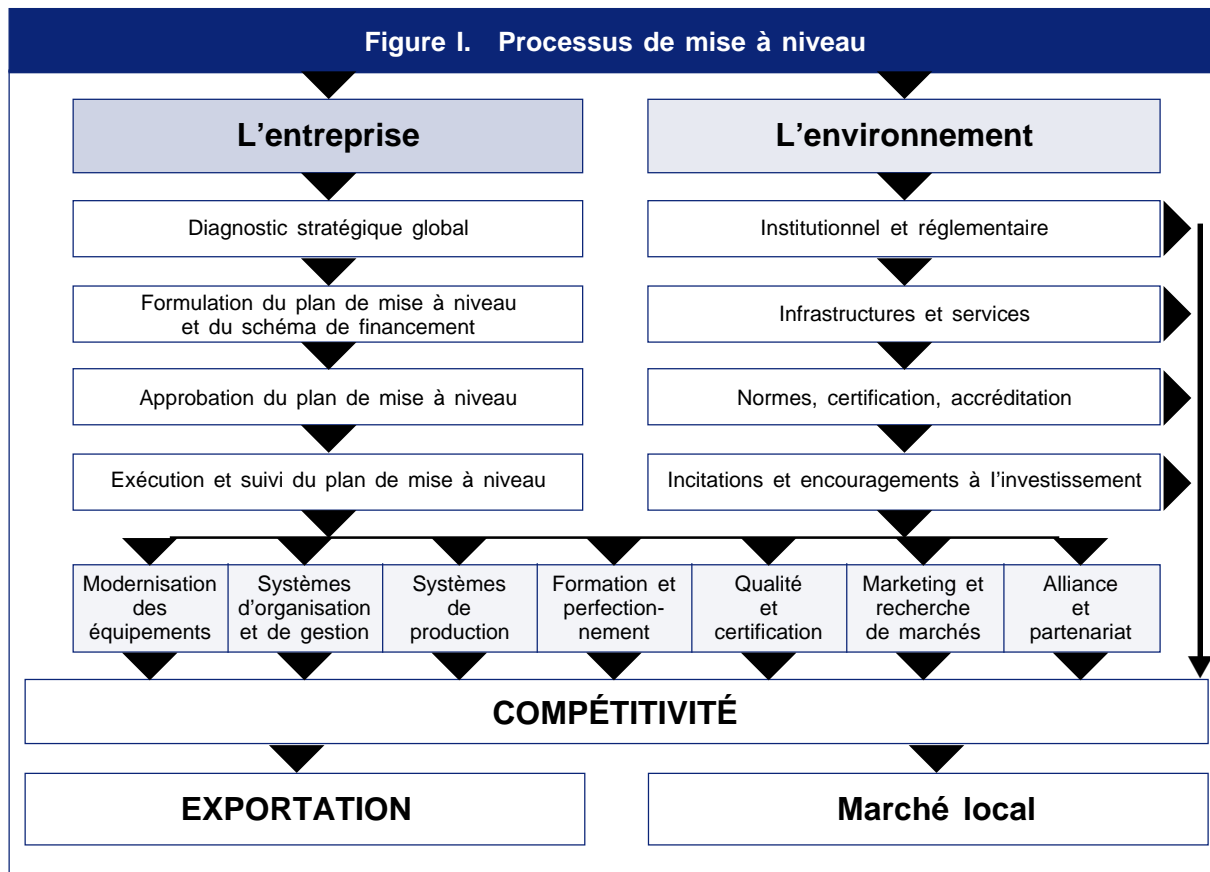 Figure I. Processus de mise à niveau
L'entreprise
L'environnement
Diagnostic stratégique global
Institutionnel et réglementaire
Formulation du plan de mise à niveau
et du schéma de financement
Infrastructures et services
Approbation du plan de mise à niveau
Normes, certification, accréditation
Exécution et suivi du plan de mise à niveau
Incitations et encouragements à l'investissement
Modernisation
des
équipements
Systèmes
d'organisation
et de gestion
Systèmes
de
production
Formation et
perfection-
nement
Qualité
et
certification
Marketing et
recherche
de marchés
Alliance
et
partenariat
COMPÉTITIVITÉ
EXPORTATION
Marché local